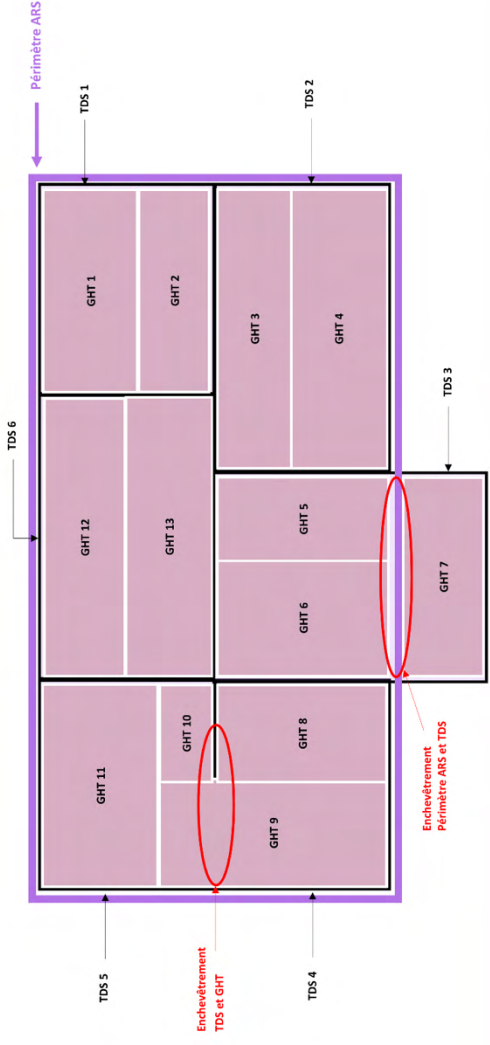 Périmètre ARS
TDS 6
TDS 1
TDS 2
TDS 3
TDS 4
TDS 5
GHT 11
GHT 12
GHT 1
GHT 10
GHT 13
GHT 2
GHT 9
GHT 8
GHT 6
GHT 5
GHT 3
GHT 4
GHT 7
Enchevêtrement
TDS et GHT
Enchevêtrement
Périmètre ARS et TDS